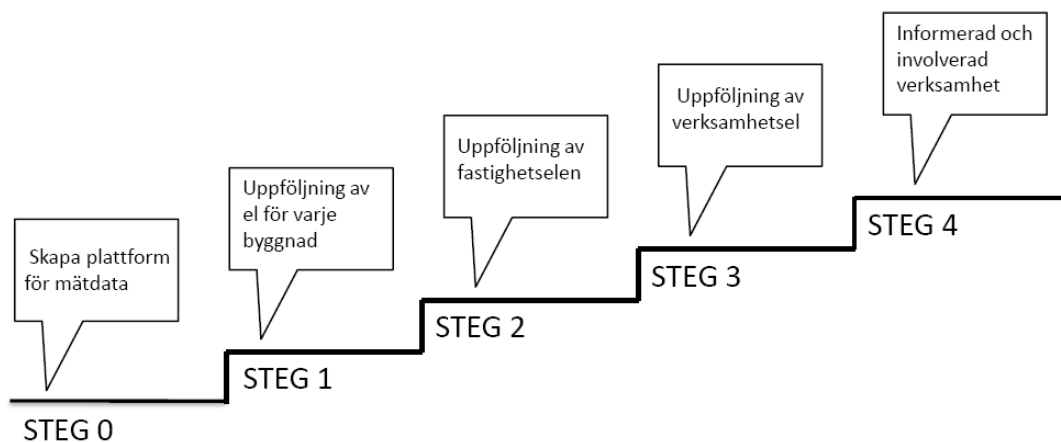 Skapa plattform
för mätdata
STEG 0
Uppföljning av
el för varje
byggnad
STEG 1
Uppföljning av
fastighetselen
STEG 2
Uppföljning av
verksamhetsel
STEG 3
Informerad och
involverad
verksamhet
STEG 4